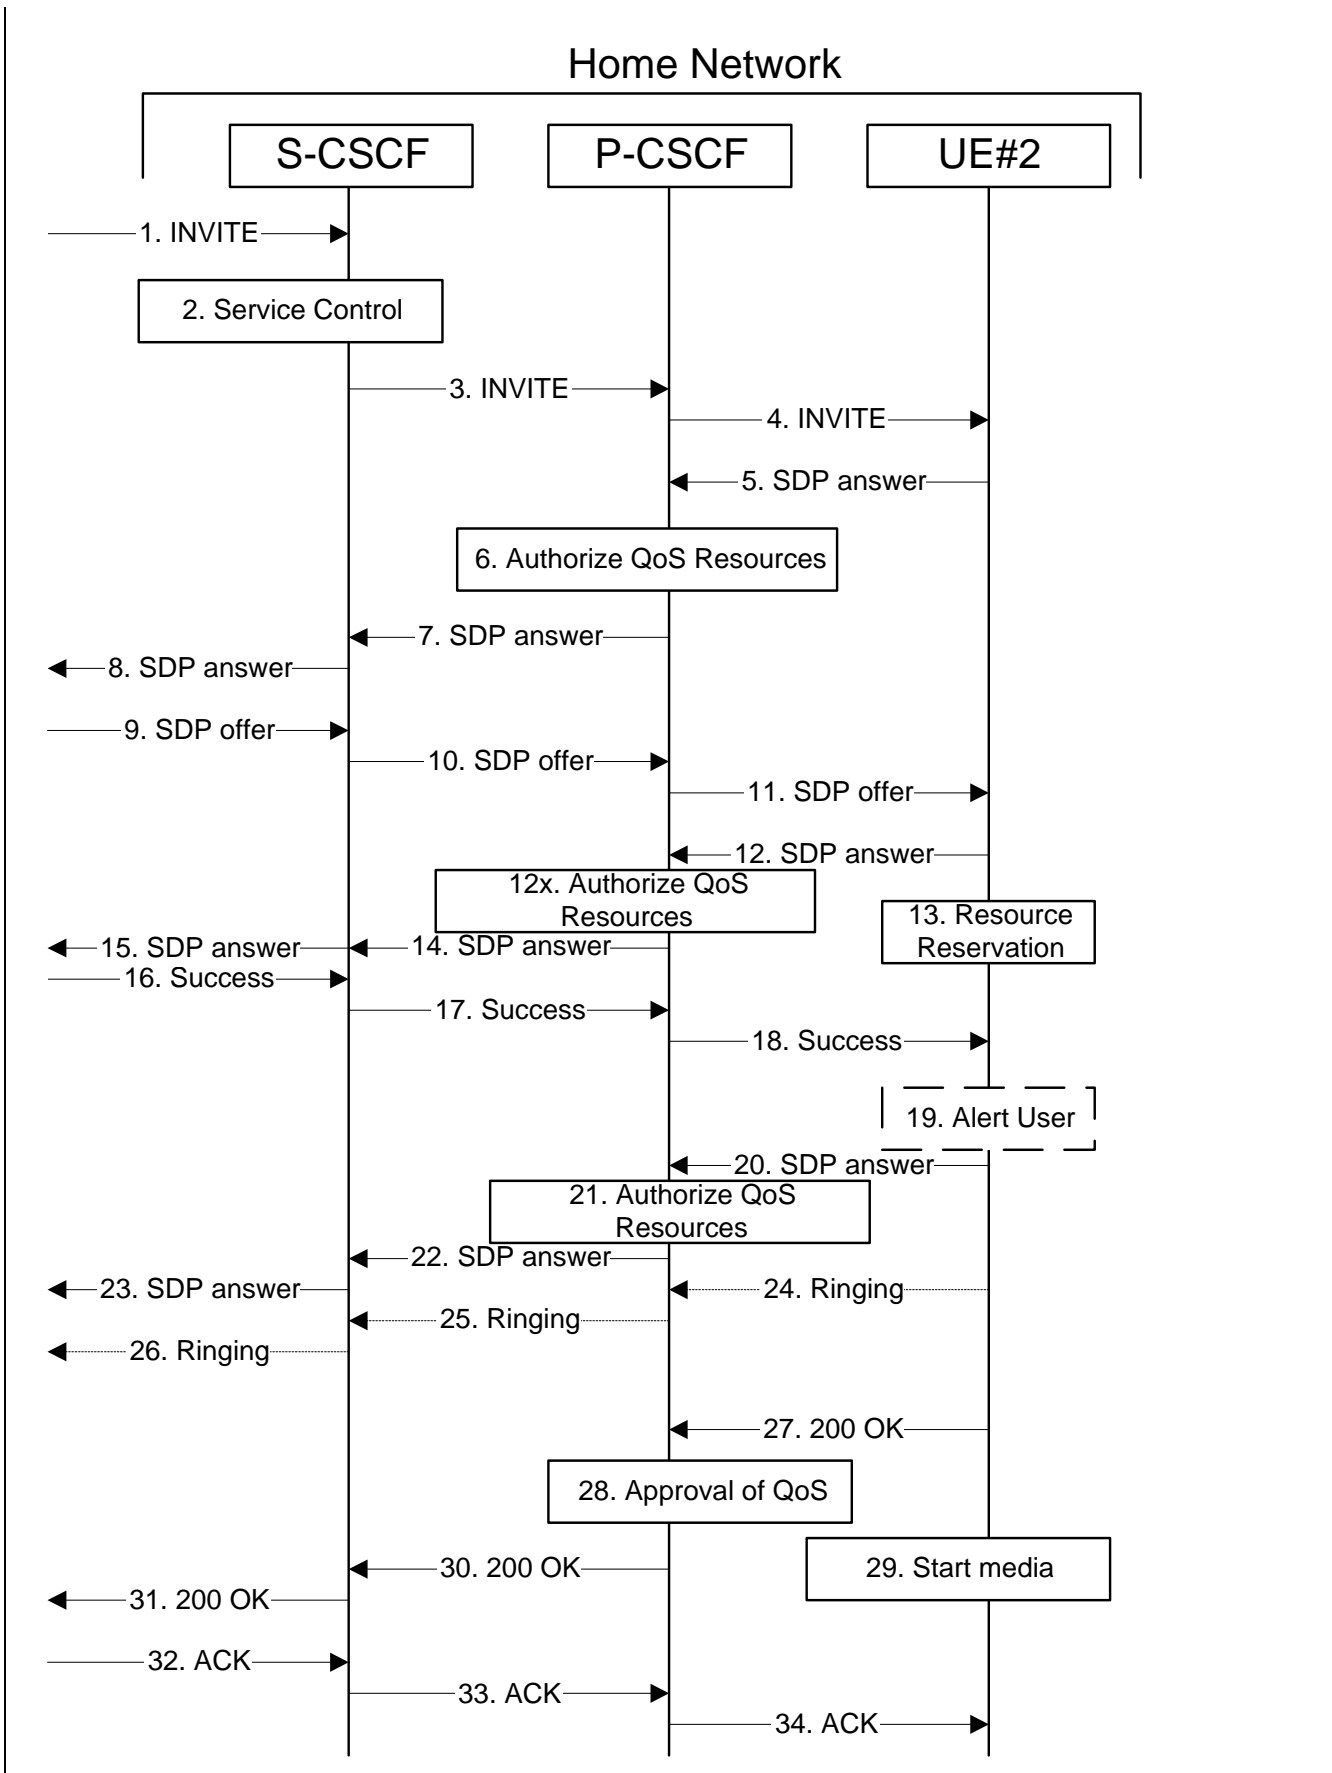 Home Network
S-CSCF
P-CSCF
UE#2
1. INVITE
2. Service Control
3. INVITE
4. INVITE
5. SDP answer
6. Authorize QoS Resources
7. SDP answer
8. SDP answer
9. SDP offer
10. SDP offer
11. SDP offer
12. SDP answer
12x. Authorize QoS
Resources
13. Resource
Reservation
14. SDP answer
15. SDP answer
16. Success
17. Success
18. Success
19. Alert User
20. SDP answer
21. Authorize QoS
Resources
22. SDP answer
23. SDP answer
24. Ringing
25. Ringing
26. Ringing
27. 200 OK
28. Approval of QoS
29. Start media
30. 200 OK
31. 200 OK
32. ACK
33. ACK
34. ACK